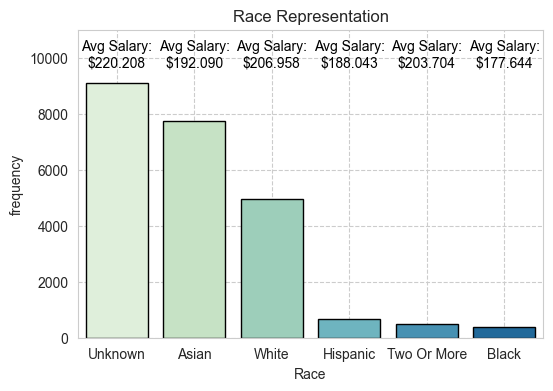 Race Representation
Avg Salary: Avg Salary: Avg Salary: Avg Salary: Avg Salary: Avg Salary:
$220.208 $192.090 $206.958 $188.043 $203.704 $177.644
10000
8000
6000
4000
2000
0
frequency
Unknown Asian White Hispanic Two Or More Black
Race